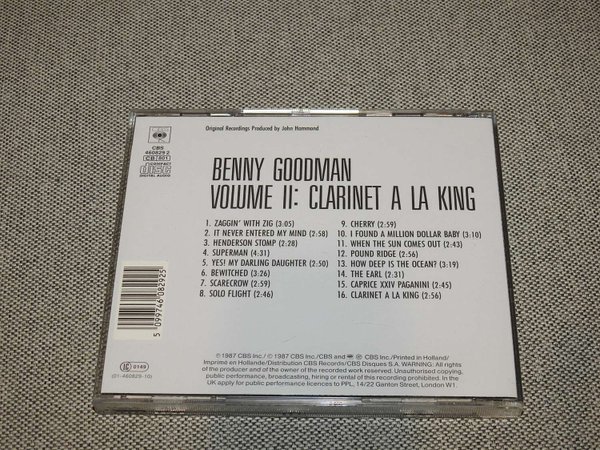 Original Recordings Produced by John Hammond
CBS
460829 2
CB 801
COMPACT
disc
DIGITAL AUDIO
BENNY GOODMAN
VOLUME II: CLARINET A LA KING
1. ZAGGIN' WITH ZIG (3:05)
2. IT NEVER ENTERED MY MIND (2:58)
3. HENDERSON STOMP (2:28)
4. SUPERMAN (4:31)
5. YES! MY DARLING DAUGHTER (2:50)
6. BEWITCHED (3:26)
7. SCARECROW (2:59)
8. SOLO FLIGHT (2:46)
9. CHERRY (2:59)
10. I FOUND A MILLION DOLLAR BABY (3:10)
11. WHEN THE SUN COMES OUT (2:43)
12. POUND RIDGE (2:56)
13. HOW DEEP IS THE OCEAN? (3:19)
14. THE EARL (2:31)
15. CAPRICE XXIV PAGANINI (2:45)
16. CLARINET A LA KING (2:56)
5 099746 082925
0149
(01-460829-10)
℗ 1987 CBS Inc./ © 1987 CBS Inc./CBS and ® ℗ CBS Inc./Printed in Holland/
Imprimé en Hollande/Distribution CBS Records/CBS Disques S.A. WARNING: All rights
of the producer and of the owner of the recorded work reserved. Unauthorised copying,
public performance, broadcasting, hiring or rental of this recording prohibited. In the
UK apply for public performance licences to PPL, 14/22 Ganton Street, London W1.